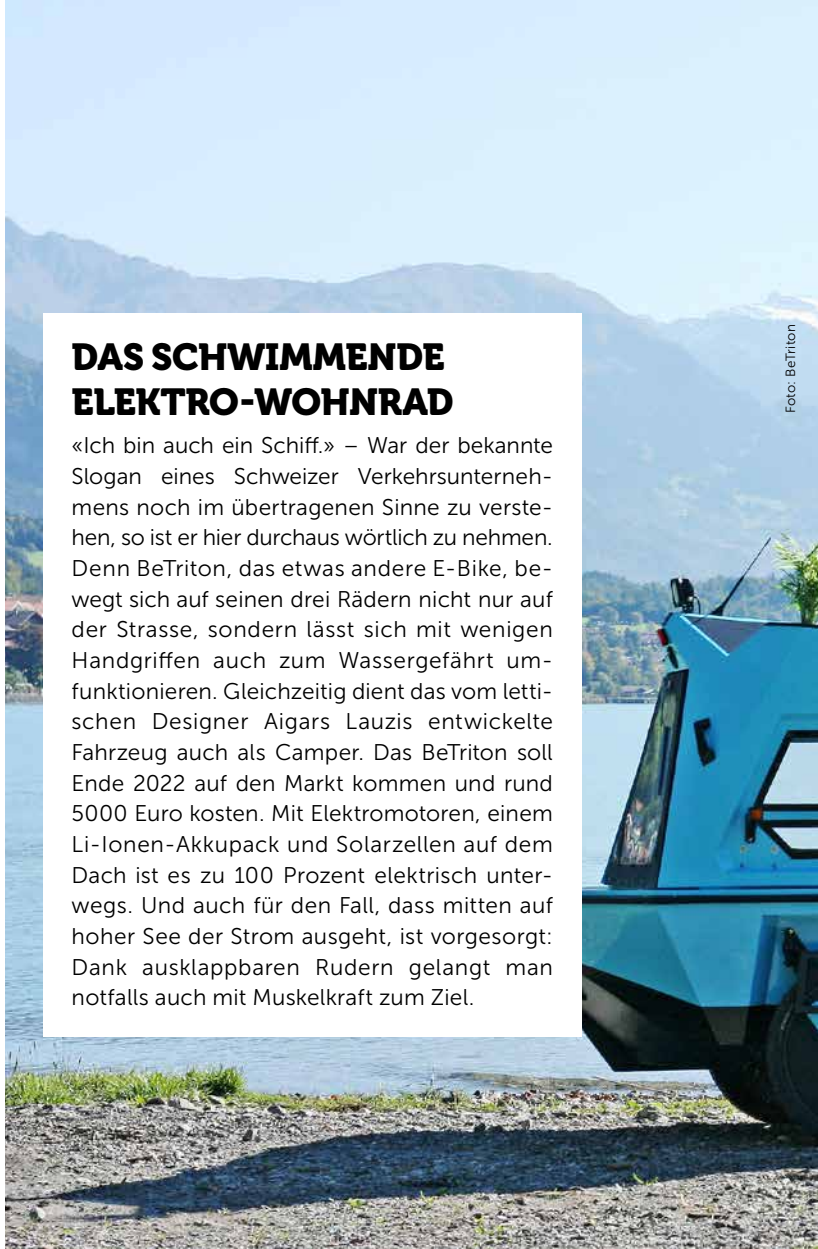 DAS SCHWIMMENDE
ELEKTRO-WOHNRAD
«Ich bin auch ein Schiff.» – War der bekannte
Slogan eines Schweizer Verkehrsunterneh-
mens noch im übertragenen Sinne zu verste-
hen, so ist er hier durchaus wörtlich zu nehmen.
Denn BeTriton, das etwas andere E-Bike, be-
wegt sich auf seinen drei Rädern nicht nur auf
der Strasse, sondern lässt sich mit wenigen
Handgriffen auch zum Wassergefährt um-
funktionieren. Gleichzeitig dient das vom letti-
schen Designer Aigars Lauzis entwickelte
Fahrzeug auch als Camper. Das BeTriton soll
Ende 2022 auf den Markt kommen und rund
5000 Euro kosten. Mit Elektromotoren, einem
Li-Ionen-Akkupack und Solarzellen auf dem
Dach ist es zu 100 Prozent elektrisch unter-
wegs. Und auch für den Fall, dass mitten auf
hoher See der Strom ausgeht, ist vorgesorgt:
Dank ausklappbaren Rudern gelangt man
notfalls auch mit Muskelkraft zum Ziel.
Foto: BeTriton